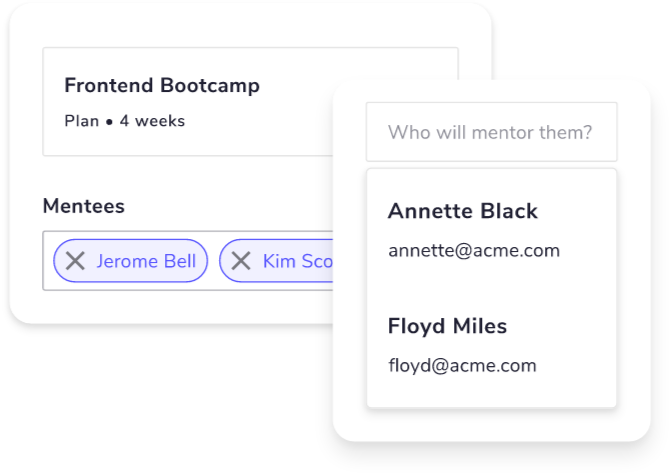 Frontend Bootcamp
Plan • 4 weeks
Mentees
Jerome Bell
Kim Sco
Who will mentor them?
Annette Black
annette@acme.com
Floyd Miles
floyd@acme.com